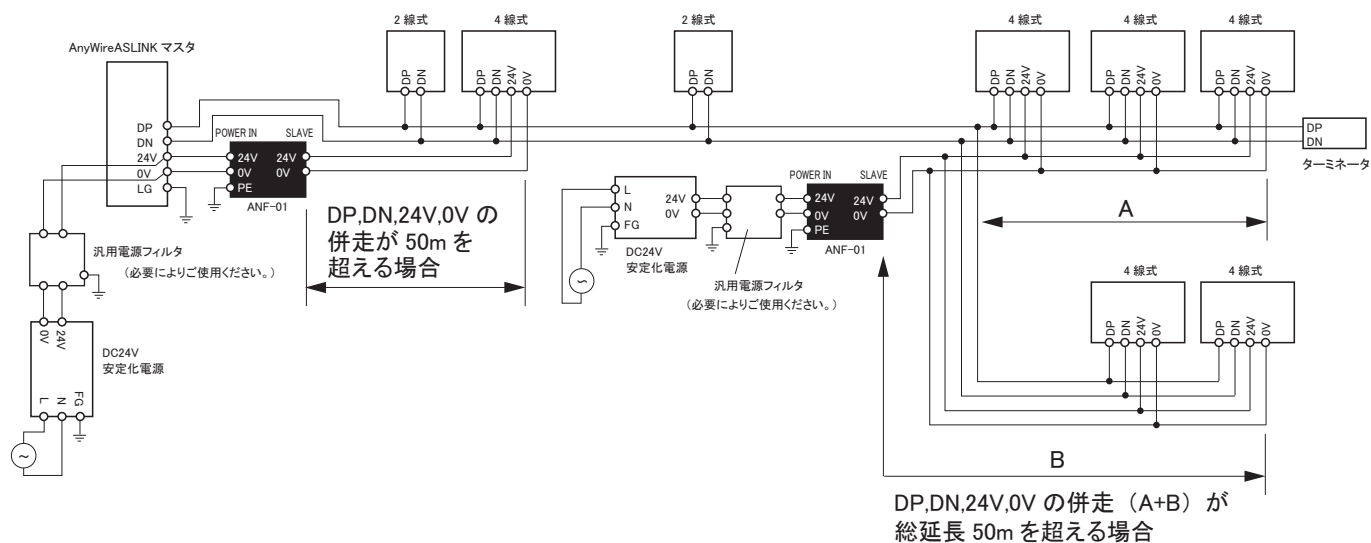 2 線式
4 線式
2 線式
4 線式
4 線式
4 線式
AnyWireASLINK マスタ
DP
DN
DP
DN
24V
0V
DP
DN
DP
DN
24V
0V
DP
DN
24V
0V
DP
DN
24V
0V
DP
DN
24V
0V
LG
POWER IN
SLAVE
24V
0V
PE
24V
0V
ANF-01
DP
DN
ターミネータ
DP,DN,24V,0V の
併走が 50m を
超える場合
L
N
FG
24V
0V
DC24V
安定化電源
POWER IN
SLAVE
24V
0V
PE
24V
0V
ANF-01
汎用電源フィルタ
(必要によりご使用ください。)
A
汎用電源フィルタ
(必要によりご使用ください。)
4 線式
4 線式
DP
DN
24V
0V
DP
DN
24V
0V
0V
24V
L
N
FG
DC24V
安定化電源
B
DP,DN,24V,0V の併走（A+B）が
総延長 50m を超える場合